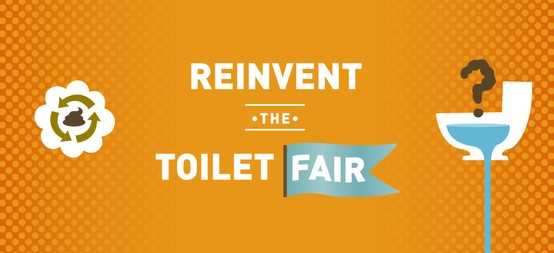 REINVENT
•THE•
TOILET FAIR
?